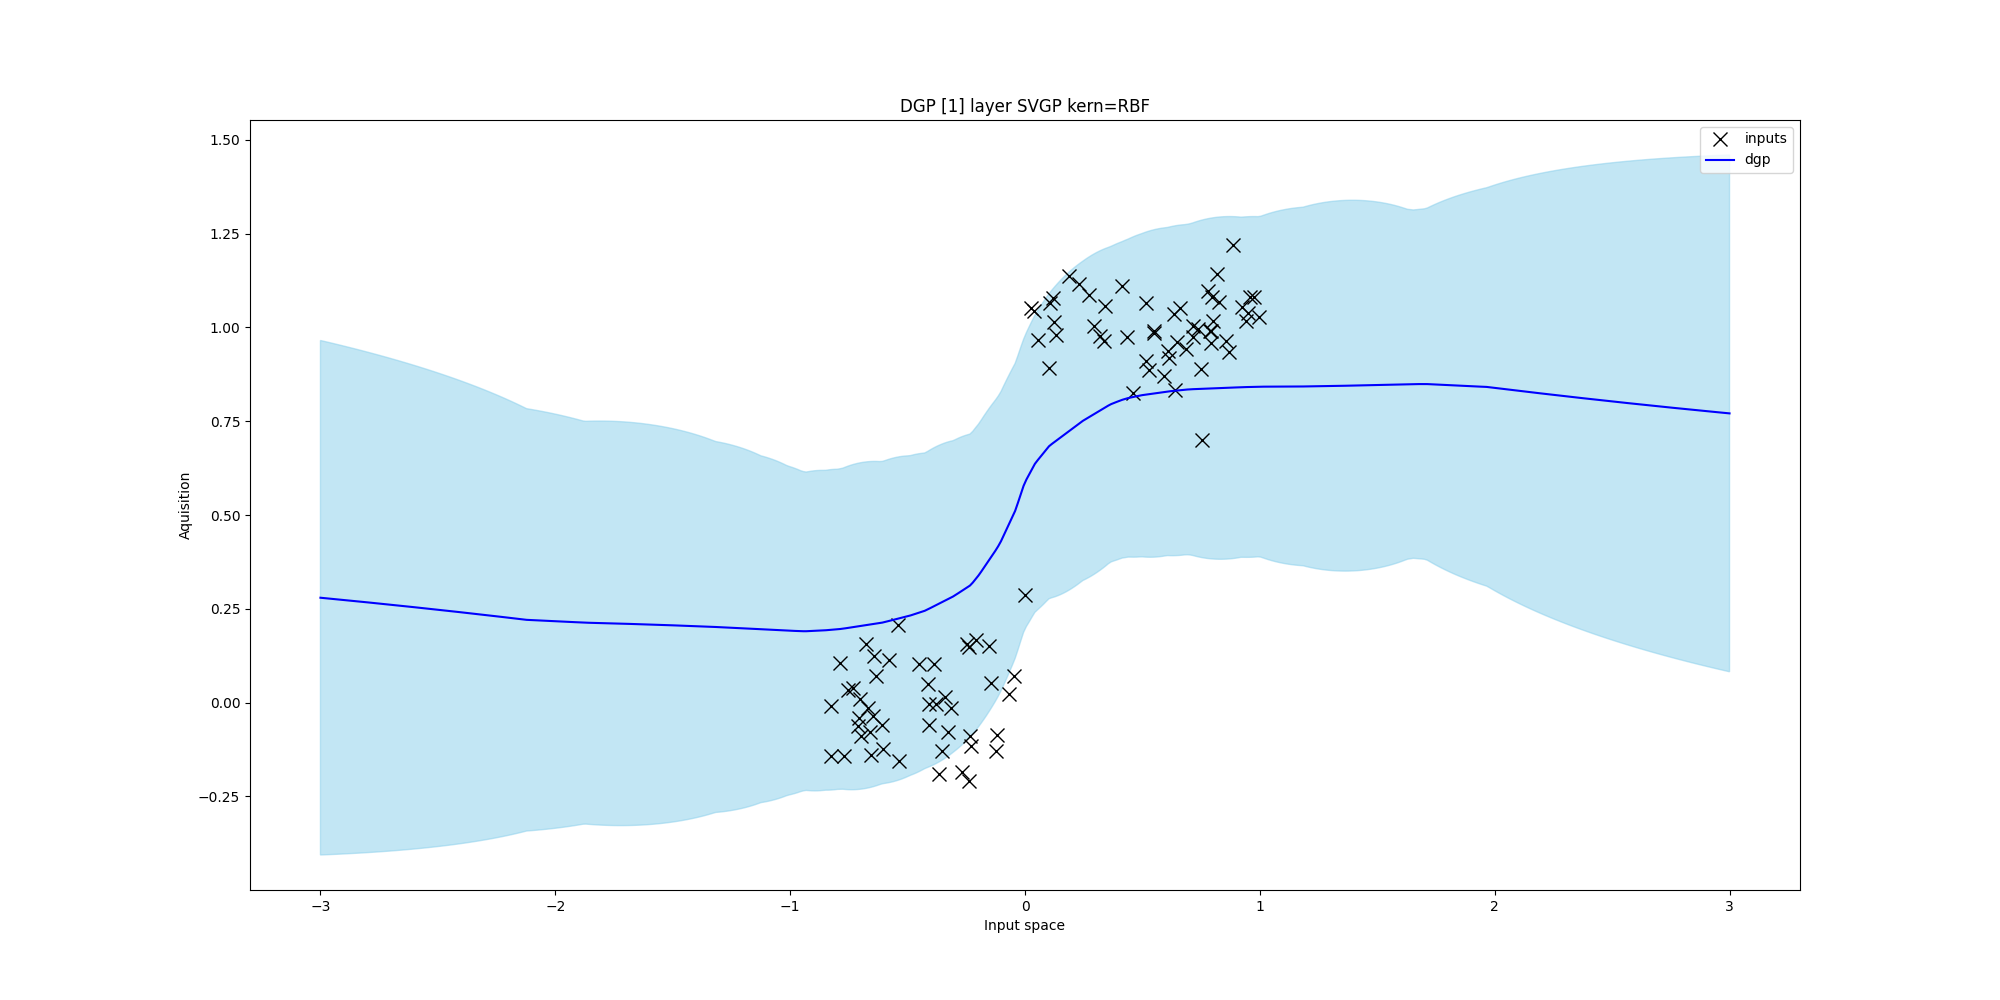 DGP [1] layer SVGP kern=RBF
inputs
dgp
1.50
1.25
1.00
0.75
0.50
0.25
0.00
−0.25
Aquisition
−3 −2 −1 0 1 2 3
Input space